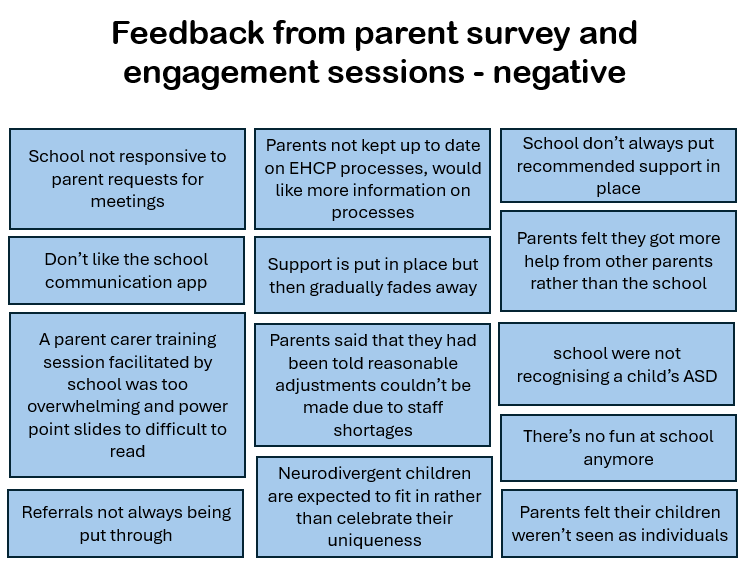 Feedback from parent survey and
engagement sessions - negative
School not responsive to
parent requests for
meetings
Don’t like the school
communication app
A parent carer training
session facilitated by
school was too
overwhelming and power
point slides to difficult to
read
Referrals not always being
put through
Parents not kept up to date
on EHCP processes, would
like more information on
processes
Support is put in place but
then gradually fades away
Parents said that they had
been told reasonable
adjustments couldn’t be
made due to staff
shortages
Neurodivergent children
are expected to fit in rather
than celebrate their
uniqueness
School don’t always put
recommended support in
place
Parents felt they got more
help from other parents
rather than the school
school were not
recognising a child’s ASD
There’s no fun at school
anymore
Parents felt their children
weren’t seen as individuals